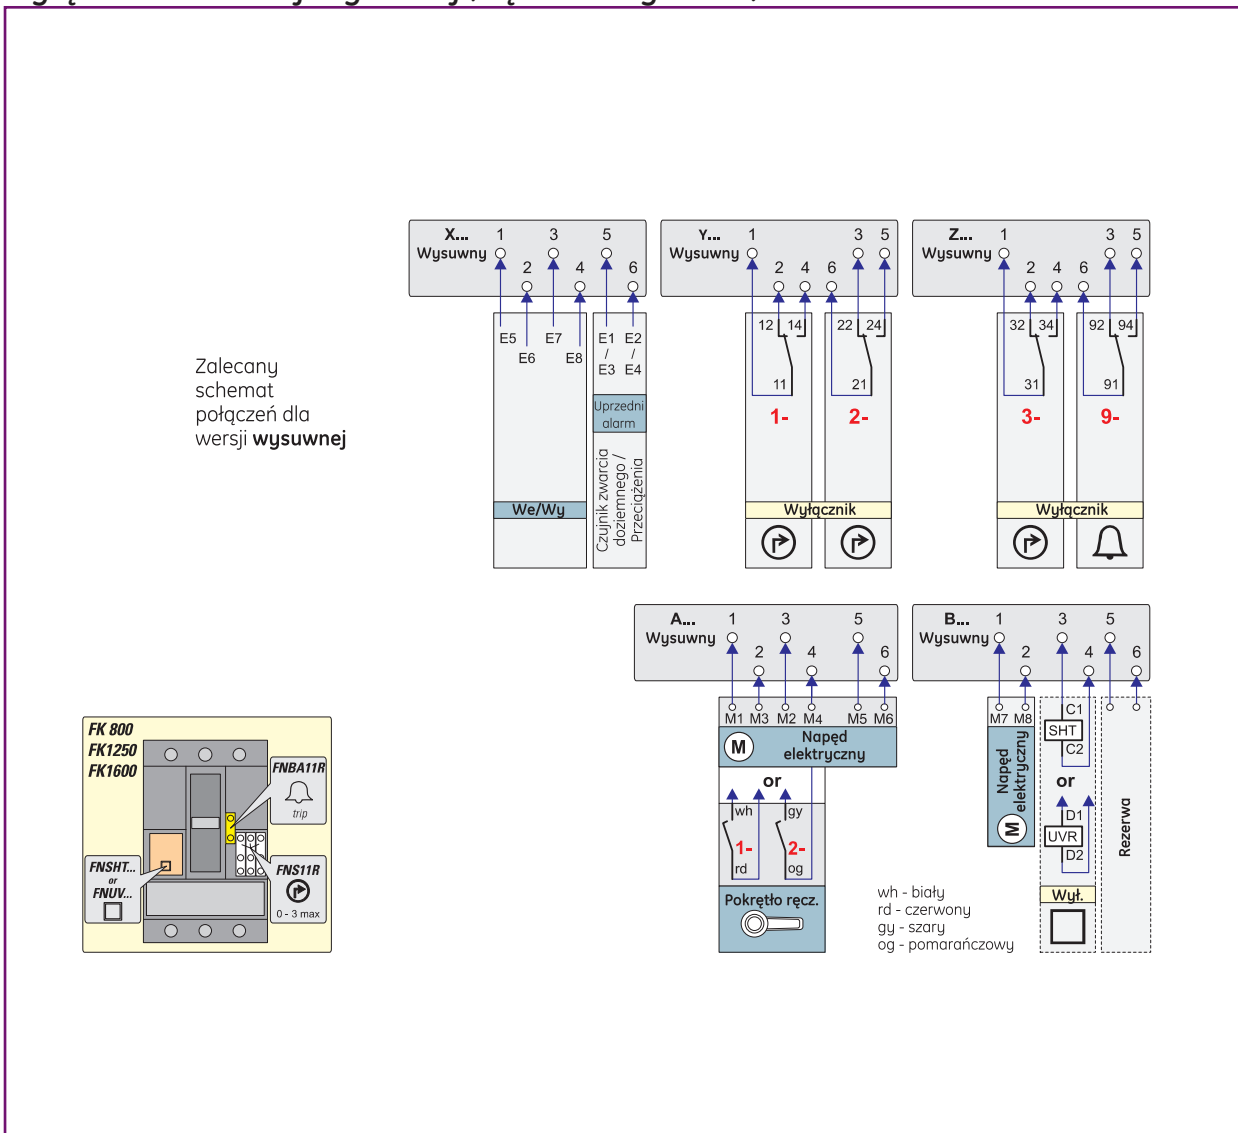 X... 1 3 5
Wysuwny
2 4 6
E5 E7 E1 E2
/ /
E6 E8 E3 E4
Uprzedni
alarm
Czujnik zwarcia
doziemnego /
Przeciążenia
We/Wy
Y... 1 3 5
Wysuwny
2 4 6
12 14 22 24
11 21
1- 2-
Wyłącznik
Z... 1 3 5
Wysuwny
2 4 6
32 34 92 94
31 91
3- 9-
Wyłącznik
Zalecany
schemat
połączeń dla
wersji wysuwnej
A... 1 3 5
Wysuwny
2 4 6
M1 M3 M2 M4 M5 M6
M
Napęd
elektryczny
or
wh gy
1- 2-
rd og
Pokrętło ręcz.
B... 1 3 5
Wysuwny
2 4 6
M7 M8
Napęd
elektryczny
M
C1
SHT
C2
or
D1
UVR
D2
Wył.
Rezerwa
wh - biały
rd - czerwony
gy - szary
og - pomarańczowy
FK 800
FK1250
FK1600
FNBA11R
trip
FNSHT...
or
FNUV...
FNS11R
0 - 3 max